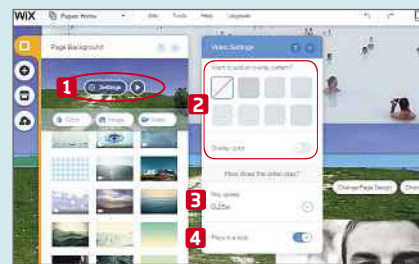 WiX
Paper Home
Site
Tools
Help
Upgrade
Page Background
Video Settings
1
Settings
Want to add an overlay pattern?
2
Color
Image
Video
Overlay color
How does the video play?
Change Page Design
3
Play speed
0.25x
4
Plays in a loop